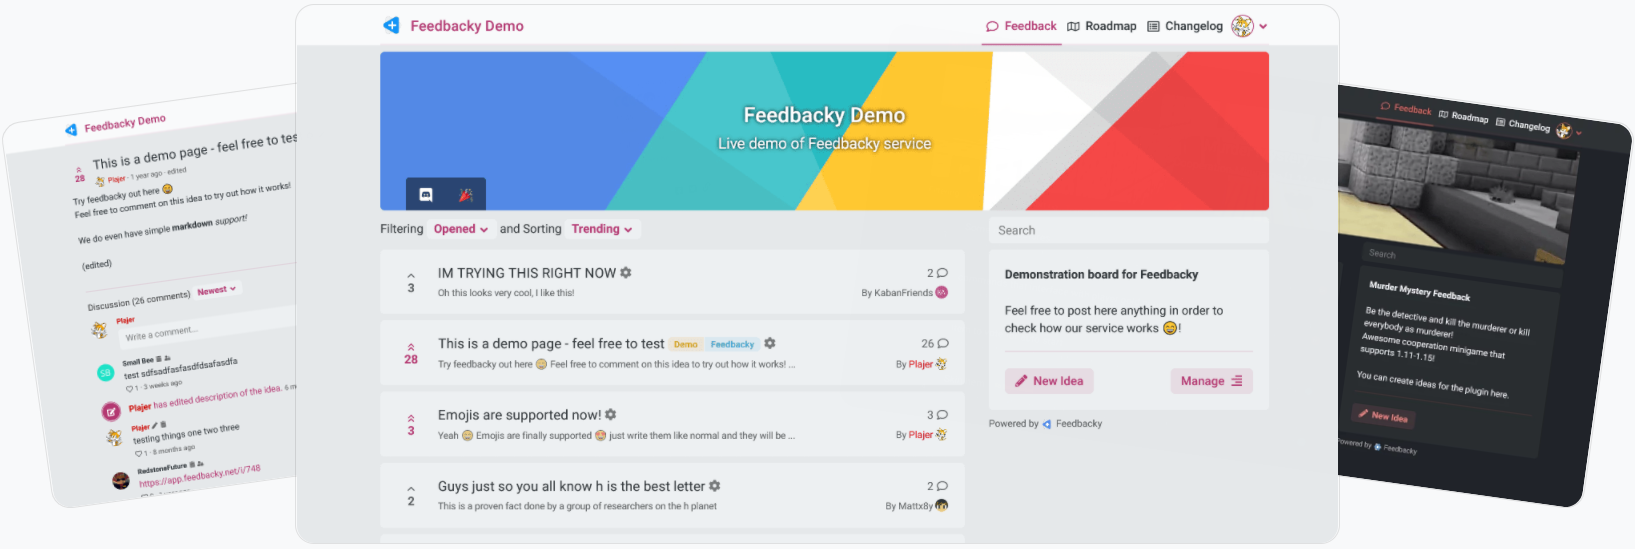 Feedbacky Demo
This is a demo page - feel free to tes
28
Plajer · 1 year ago · edited
Try feedbacky out here
Feel free to comment on this idea to try out how it works!
We do even have simple markdown support!
(edited)
Discussion (26 comments) Newest
Plajer
Write a comment...
SB
Small Bee
test sdfsadfasfasdfdsafasdfa
1 · 3 weeks ago
Plajer has edited description of the idea. 6 m
Plajer
testing things one two three
1 · 8 months ago
RedstoneFuture
https://app.feedbacky.net/i/748
Feedbacky Demo
Feedback Roadmap Changelog
Feedbacky Demo
Live demo of Feedbacky service
Filtering Opened and Sorting Trending
Search
3
IM TRYING THIS RIGHT NOW
2
Oh this looks very cool, I like this!
By KabanFriends
28
This is a demo page - feel free to test Demo Feedbacky
26
Try feedbacky out here 😄 Feel free to comment on this idea to try out how it works! ...
By Plajer
3
Emojis are supported now!
3
Yeah 😄 Emojis are finally supported 😍 just write them like normal and they will be ...
By Plajer
2
Guys just so you all know h is the best letter
2
This is a proven fact done by a group of researchers on the h planet
By Mattx8y
Demonstration board for Feedbacky
Feel free to post here anything in order to
check how our service works 😄!
New Idea
Manage
Powered by Feedbacky
Feedback Roadmap Changelog
Search
Murder Mystery Feedback
Be the detective and kill the murderer or kill
everybody as murderer!
Awesome cooperation minigame that
supports 1.11-1.15!
You can create ideas for the plugin here.
New Idea
owered by Feedbacky